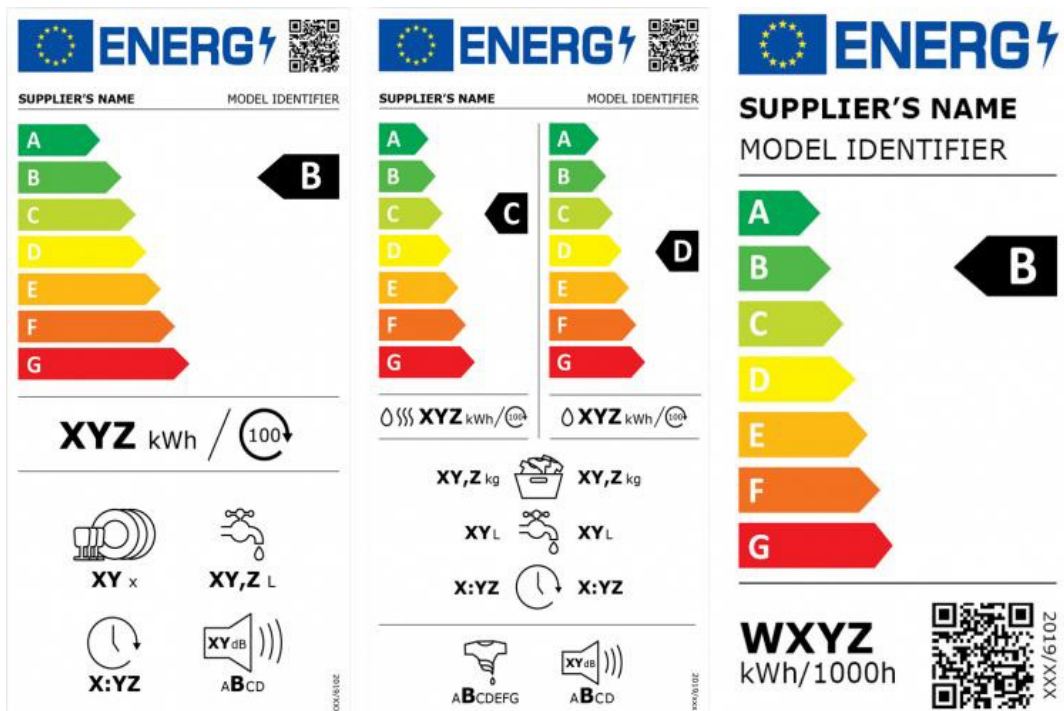 ENERG
SUPPLIER'S NAME MODEL IDENTIFIER
A
B
C
D
E
F
G
B
XYZ kWh / 100
XY x
XY,Z L
X:YZ
XY dB
ABCD
2019/XXX
ENERG
SUPPLIER'S NAME MODEL IDENTIFIER
A
B
C
D
E
F
G
C
A
B
C
D
E
F
G
D
XYZ kWh/100
XYZ kWh/100
XY,Z kg XY,Z kg
XY L XY L
X:YZ X:YZ
ABCDEFG
XY dB
ABCD
2019/XXX
ENERG
SUPPLIER'S NAME
MODEL IDENTIFIER
A
B
C
D
E
F
G
B
WXYZ
kWh/1000h
2019/XXX